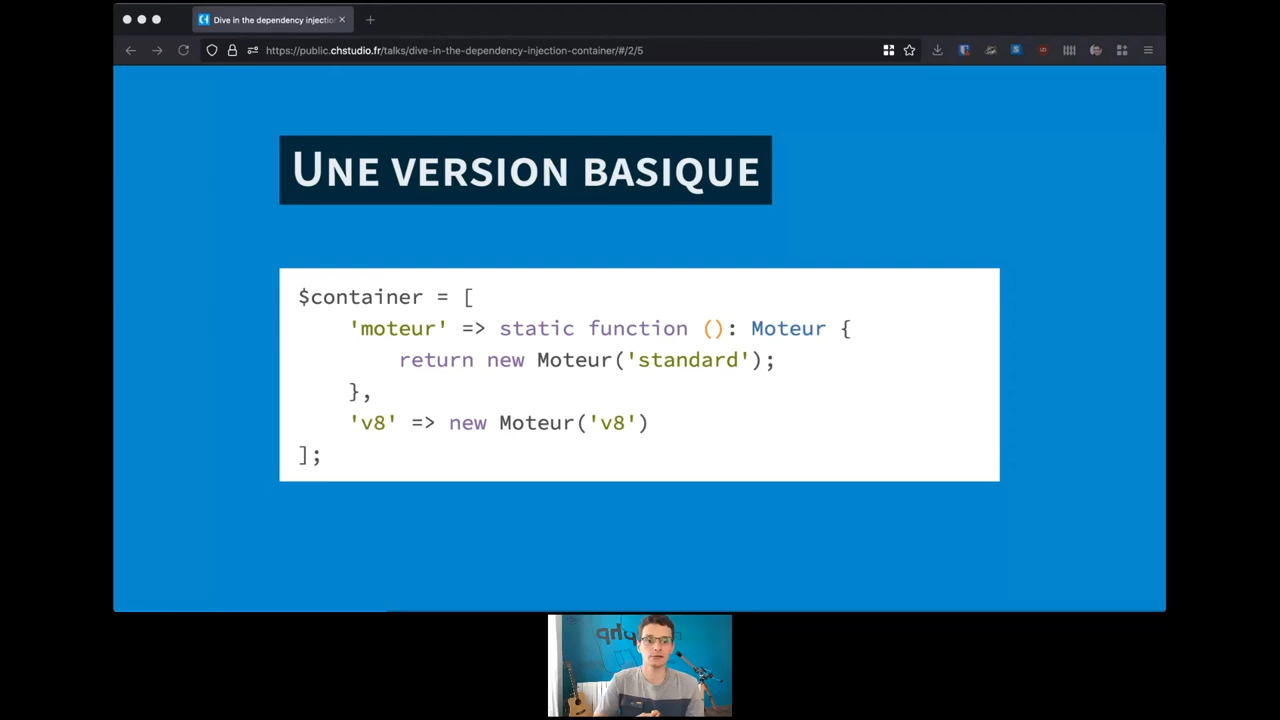 Dive in the dependency injectio
https://public.chstudio.fr/talks/dive-in-the-dependency-injection-container/#/2/5
UNE VERSION BASIQUE
$container = [
    'moteur' => static function (): Moteur {
        return new Moteur('standard');
    },
    'v8' => new Moteur('v8')
];
php